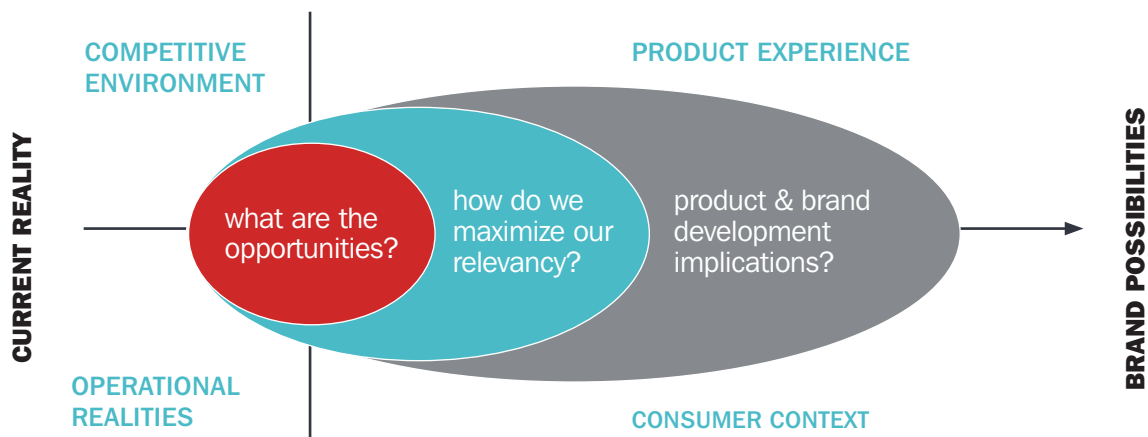 COMPETITIVE
ENVIRONMENT
PRODUCT EXPERIENCE
CURRENT REALITY
what are the
opportunities?
how do we
maximize our
relevancy?
product & brand
development
implications?
BRAND POSSIBILITIES
OPERATIONAL
REALITIES
CONSUMER CONTEXT